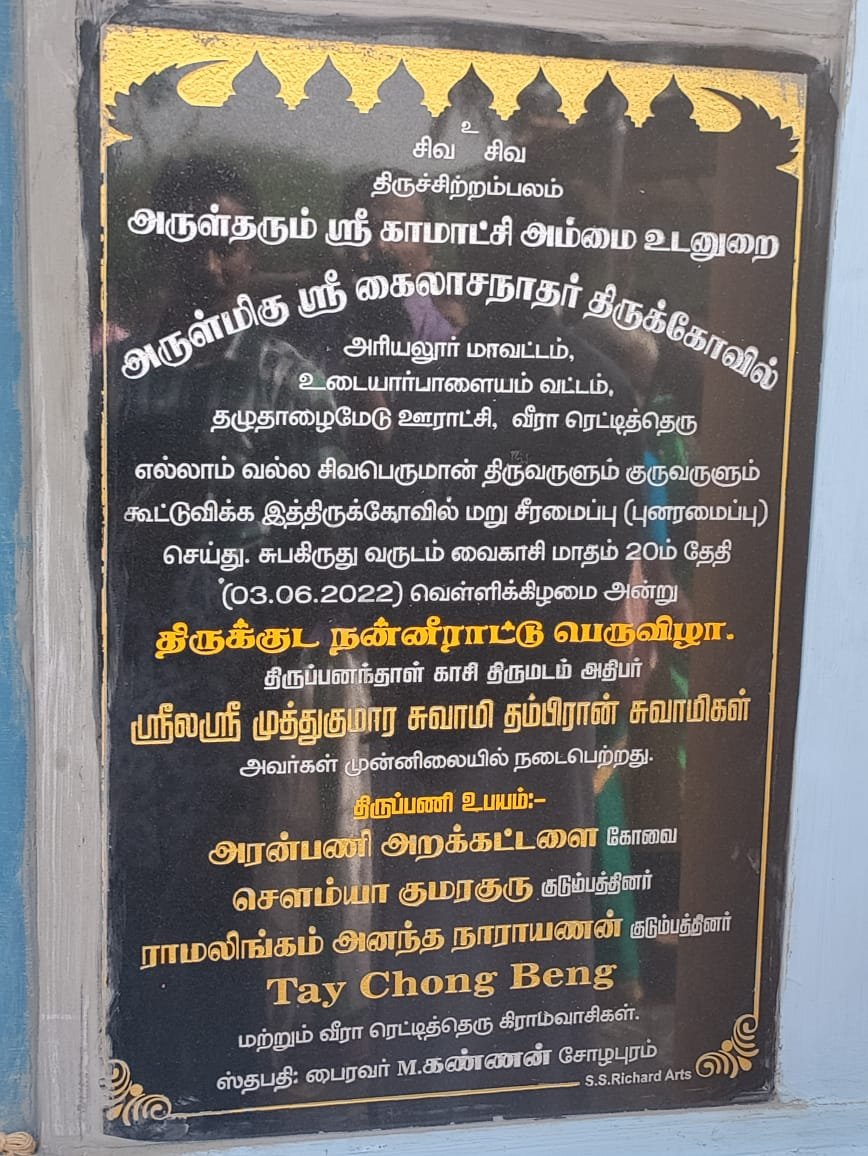 உ
சிவ சிவ
திருச்சிற்றம்பலம்
அருள்தரும் ஸ்ரீ காமாட்சி அம்மை உடனுறை
அருள்மிகு ஸ்ரீ கைலாசநாதர் திருக்கோவில்
அரியலூர் மாவட்டம்,
உடையார்பாளையம் வட்டம்,
தழுதாழைமேடு ஊராட்சி, வீரா ரெட்டித்தெரு
எல்லாம் வல்ல சிவபெருமான் திருவருளும் குருவருளும்
கூட்டுவிக்க இத்திருக்கோவில் மறு சீரமைப்பு (புனரமைப்பு)
செய்து. சுபகிருது வருடம் வைகாசி மாதம் 20ம் தேதி
(03.06.2022) வெள்ளிக்கிழமை அன்று
திருக்குட நன்னீராட்டு பெருவிழா.
திருப்பனந்தாள் காசி திருமடம் அதிபர்
ஸ்ரீலஸ்ரீ முத்துகுமார சுவாமி தம்பிரான் சுவாமிகள்
அவர்கள் முன்னிலையில் நடைபெற்றது.
திருப்பணி உபயம்:-
அரன்பணி அறக்கட்டளை கோவை
சௌம்யா குமரகுரு குடும்பத்தினர்
ராமலிங்கம் அனந்த நாராயணன் குடும்பத்தினர்
Tay Chong Beng
மற்றும் வீரா ரெட்டித்தெரு கிராம்வாசிகள்.
ஸ்தபதி: பைரவர் M.கண்ணன் சோழபுரம்
S.S.Richard Arts